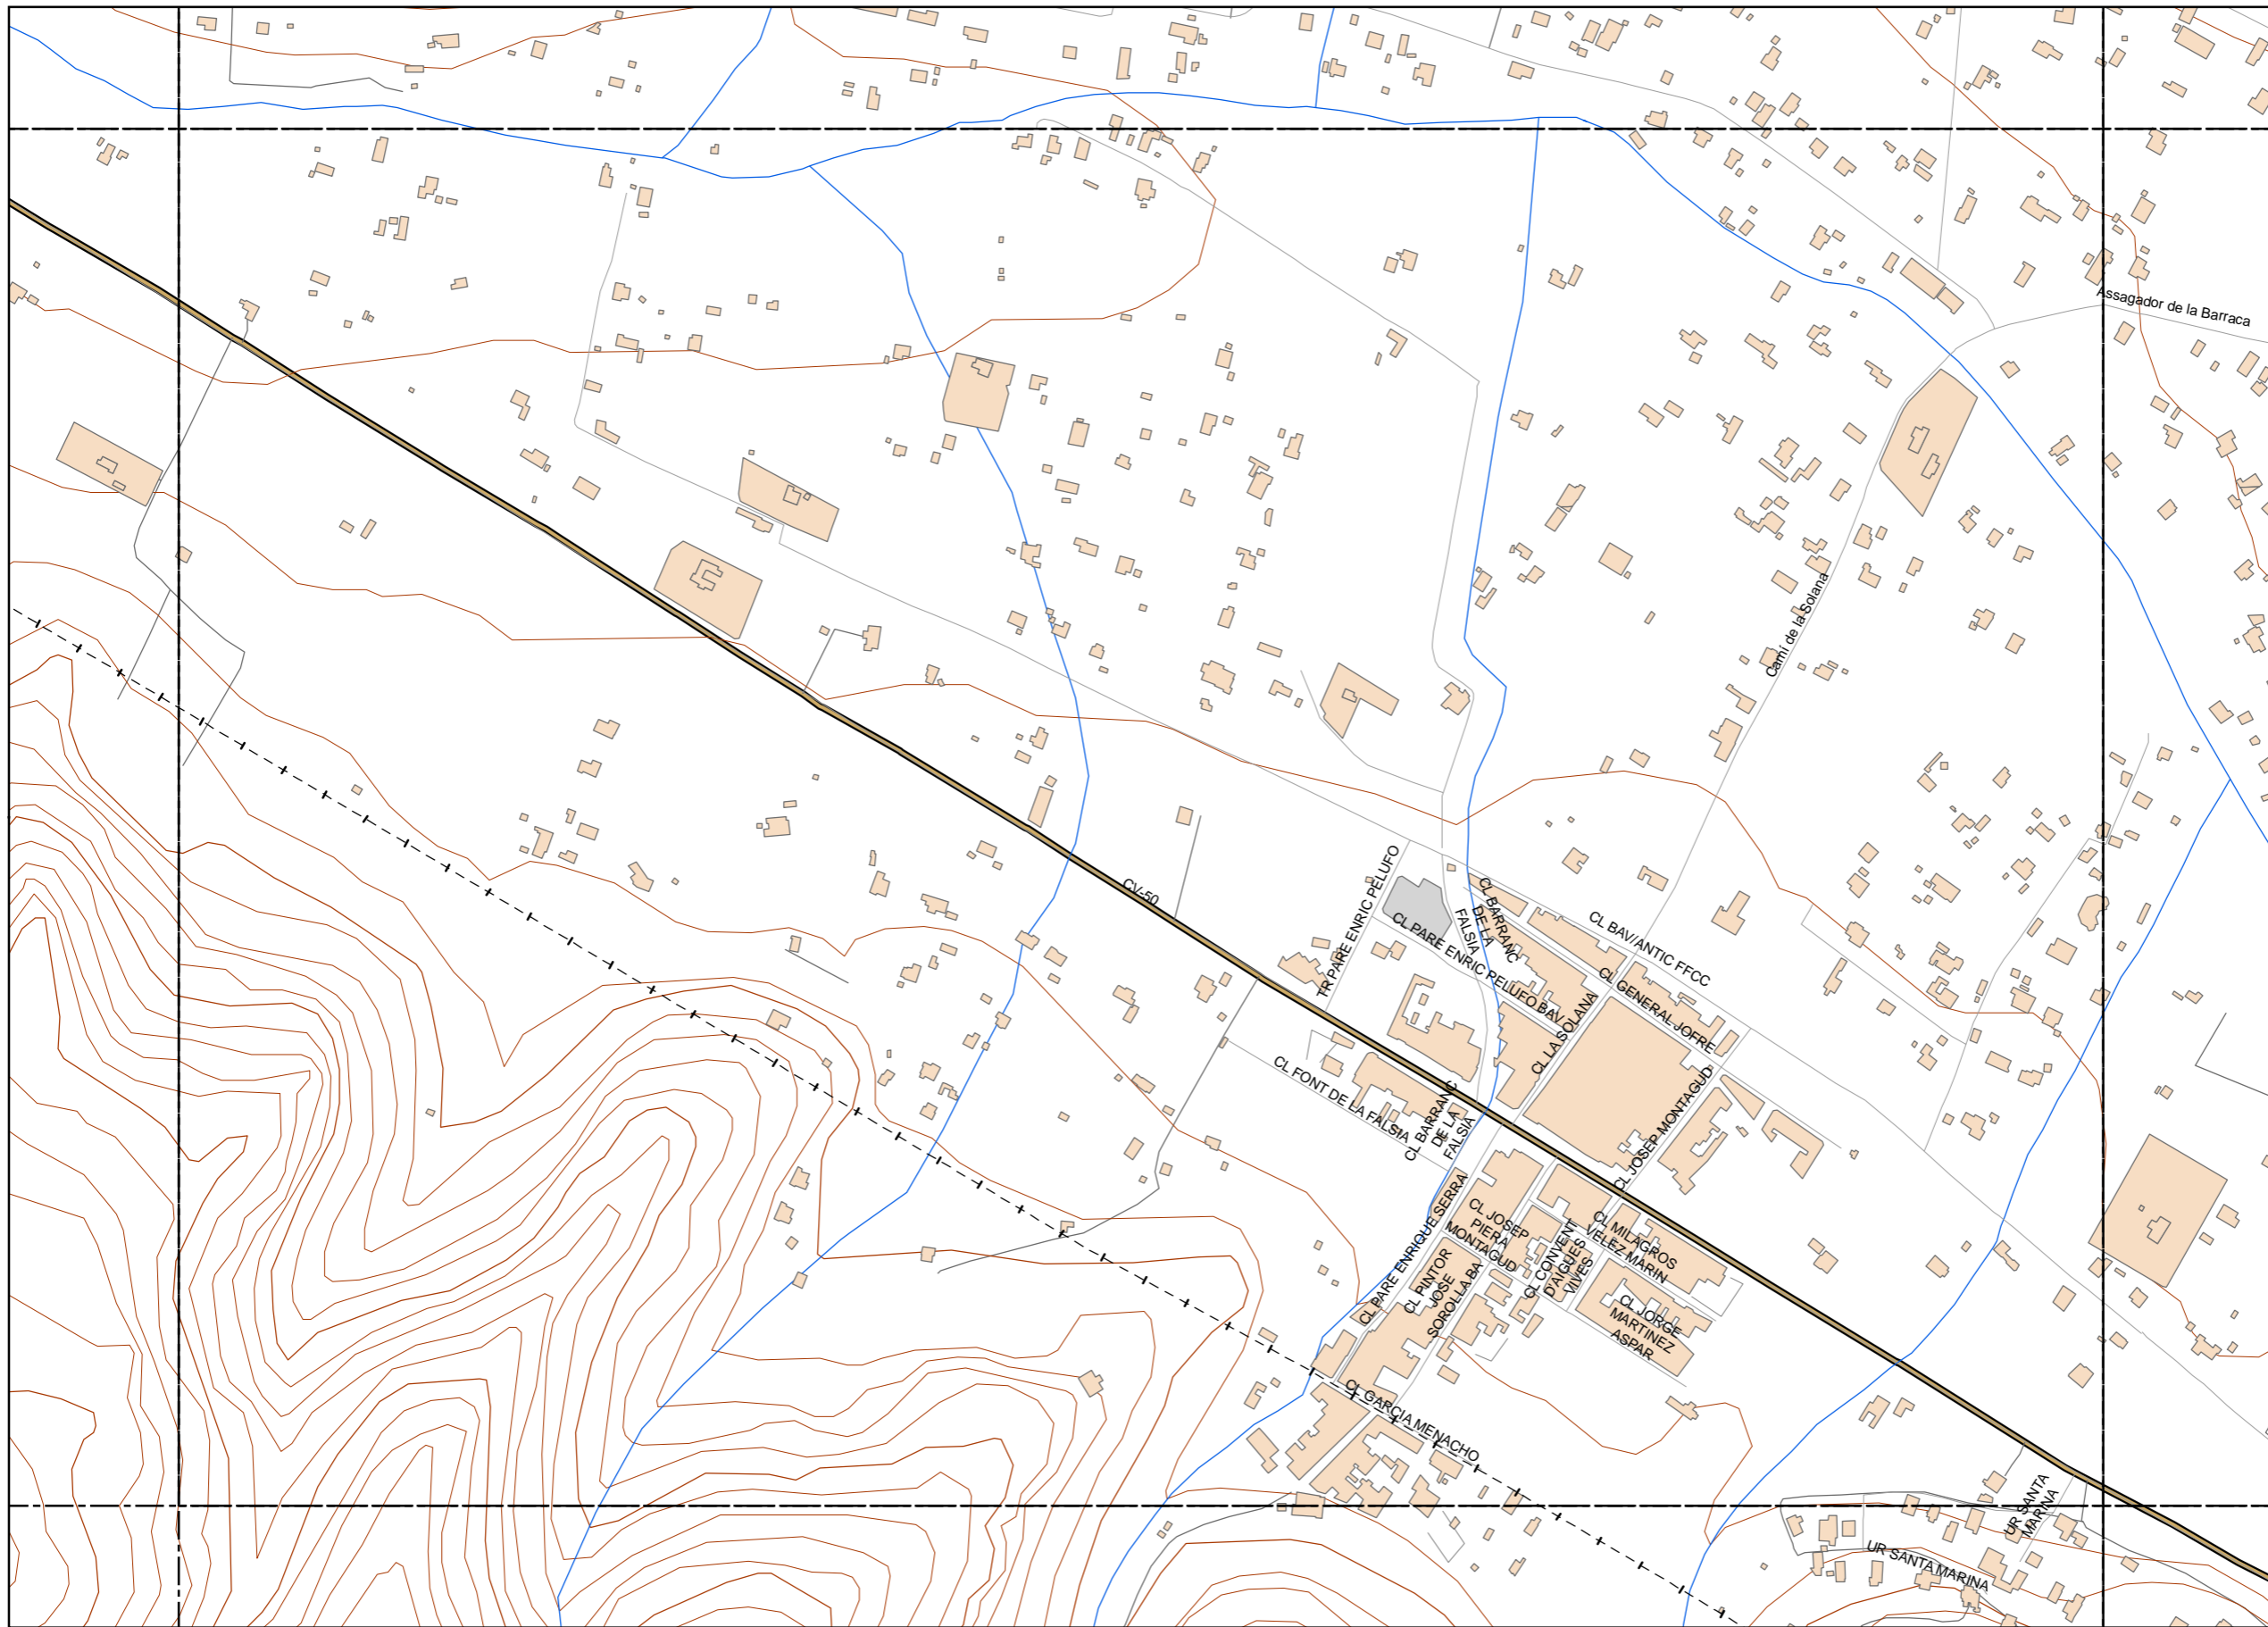 Assagador de la Barraca
Camí de la Solana
CV-50
TR PARE ENRIC PELUFO
CL PARE ENRIC RELUFO BAV
CL BARRANC
DE LA
FALSIA
CL BAV/ANTIC FFCC
CL GENERAL JOFRE
CL LA SOLANA
CL JOSEP MONTAGUD
CL FONT DE LA FALSIA
CL BARRANC
DE LA
FALSIA
CL PARE ENRIQUE SERRA
CL JOSEP
PIERA
MONTAGUD
CL PINTOR
JOSE
SOROLLA BA
CL CONVENT
D'AIGUES
VIVES
CL MILAGROS
VELEZ MARIN
CL JORGE
MARTINEZ
ASPAR
CL GARCIA MENACHO
UR SANTA
MARINA
UR SANTA MARINA